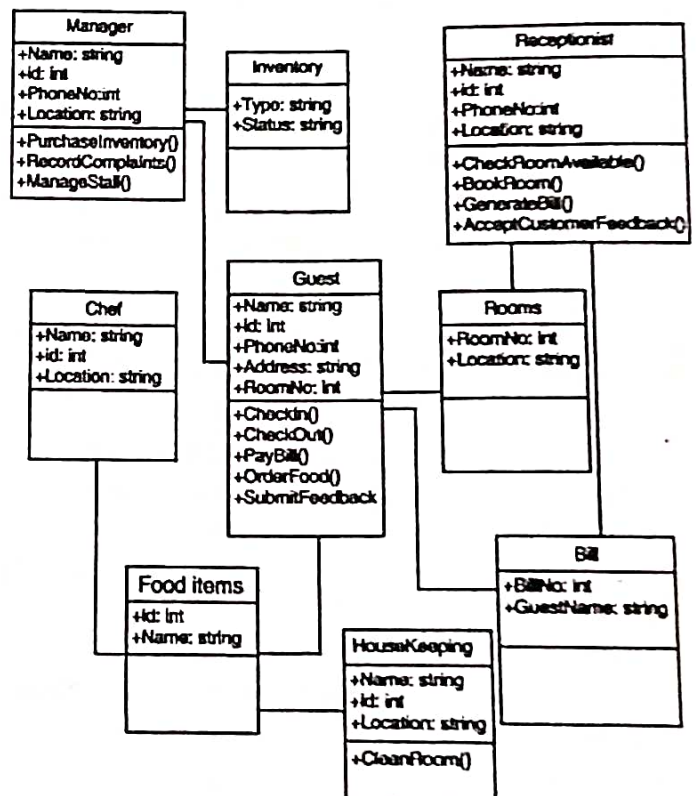 Manager
+Name: string
+id: int
+PhoneNo:int
+Location: string
+PurchaseInventory()
+RecordComplaints()
+ManageStall()
Inventory
+Type: string
+Status: string
Receptionist
+Name: string
+id: int
+PhoneNo:int
+Location: string
+CheckRoomAvailable()
+BookRoom()
+GenerateBill()
+AcceptCustomerFeedback()
Chef
+Name: string
+id: int
+Location: string
Guest
+Name: string
+Id: Int
+PhoneNo:int
+Address: string
+RoomNo: Int
+CheckIn()
+CheckOut()
+PayBill()
+OrderFood()
+SubmitFeedback
Rooms
+RoomNo: Int
+Location: string
Food items
+Id: Int
+Name: string
HouseKeeping
+Name: string
+Id: int
+Location: string
+CleanRoom()
Bill
+BillNo: int
+GuestName: string